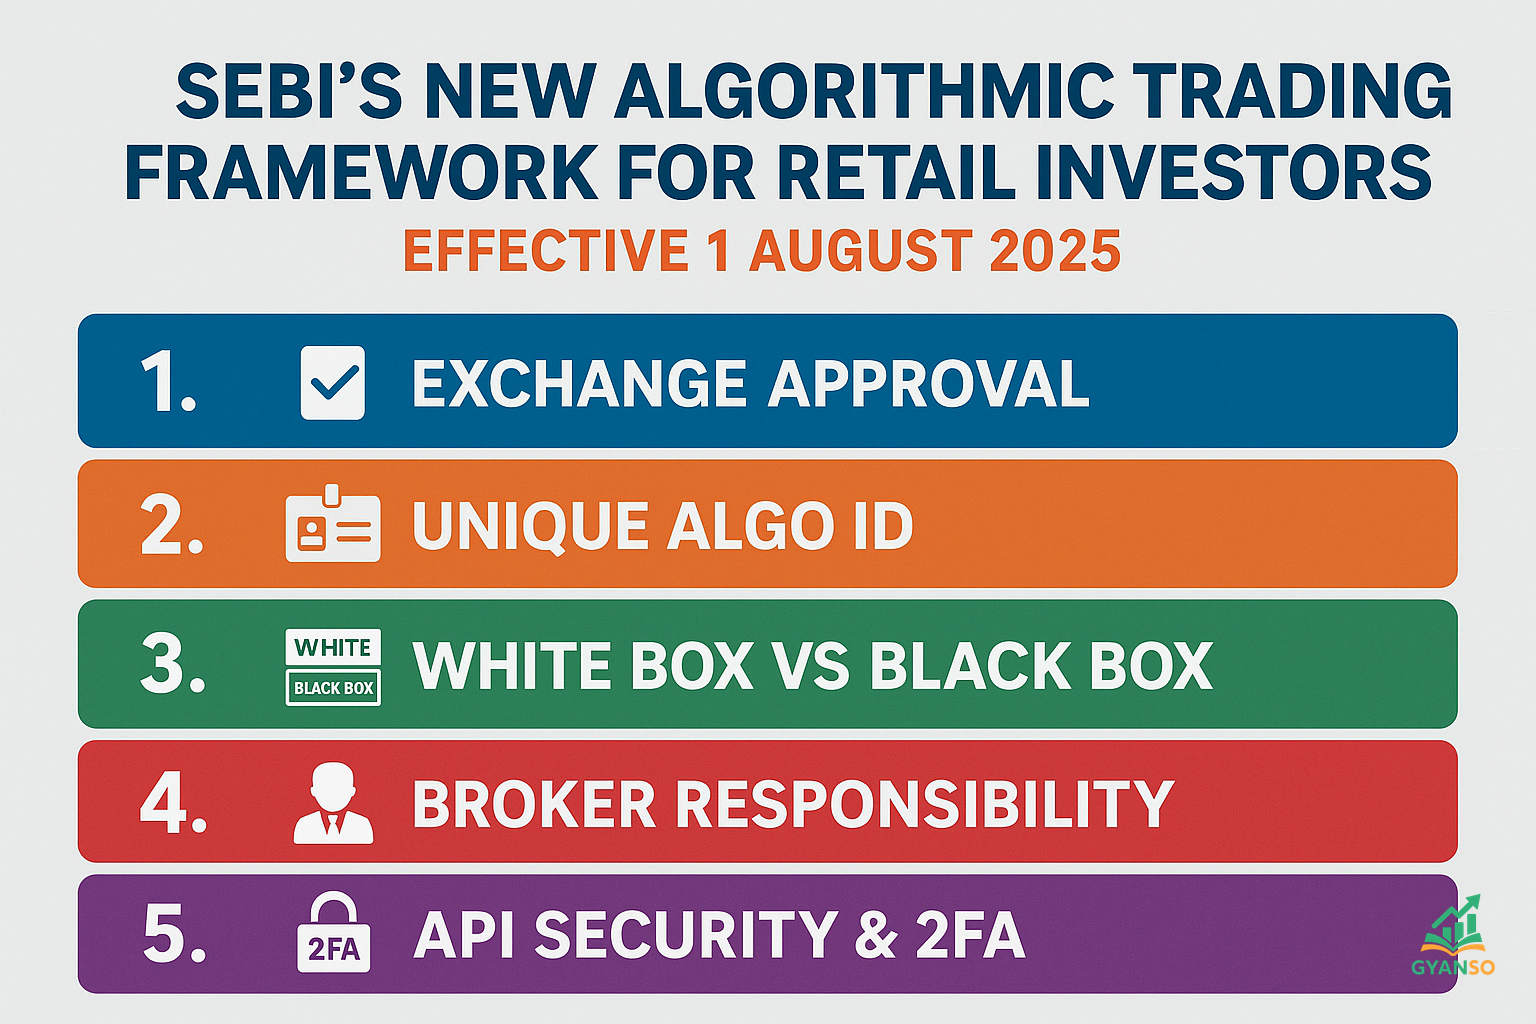 SEBI'S NEW ALGORITHMIC TRADING
FRAMEWORK FOR RETAIL INVESTORS
EFFECTIVE 1 AUGUST 2025
1. EXCHANGE APPROVAL
2. UNIQUE ALGO ID
3. WHITE BOX VS BLACK BOX
WHITE
BLACK BOX
4. BROKER RESPONSIBILITY
5. API SECURITY & 2FA
2FA
GYANSO